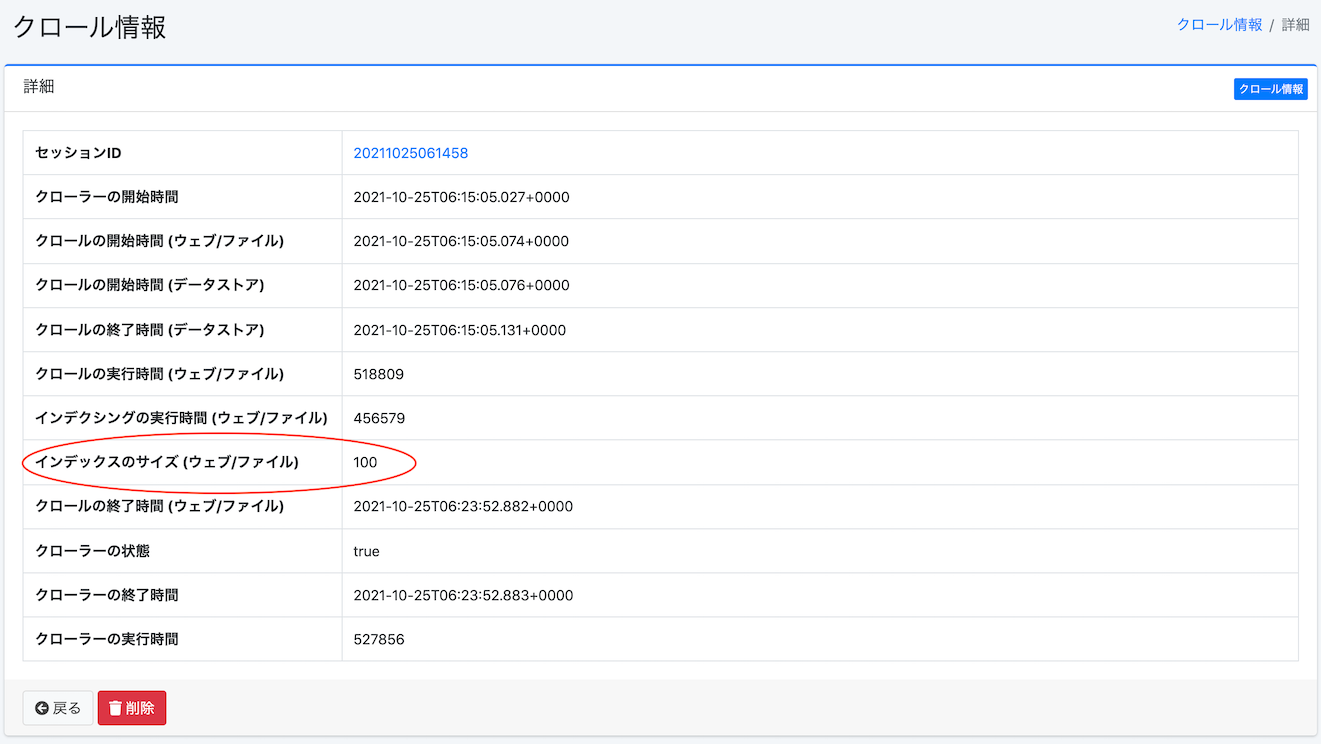 クロール情報
クロール情報 / 詳細
詳細
クロール情報
セッションID 20211025061458
クローラーの開始時間 2021-10-25T06:15:05.027+0000
クロールの開始時間 (ウェブ/ファイル) 2021-10-25T06:15:05.074+0000
クロールの開始時間 (データストア) 2021-10-25T06:15:05.076+0000
クロールの終了時間 (データストア) 2021-10-25T06:15:05.131+0000
クロールの実行時間 (ウェブ/ファイル) 518809
インデクシングの実行時間 (ウェブ/ファイル) 456579
インデックスのサイズ (ウェブ/ファイル) 100
クロールの終了時間 (ウェブ/ファイル) 2021-10-25T06:23:52.882+0000
クローラーの状態 true
クローラーの終了時間 2021-10-25T06:23:52.883+0000
クローラーの実行時間 527856
戻る 削除